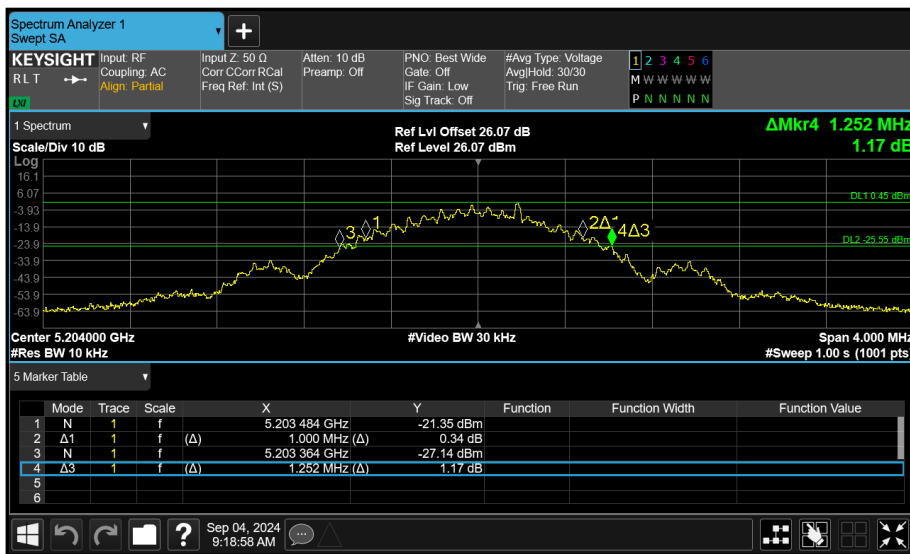 Spectrum Analyzer 1
Swept SA
+
KEYSIGHT
R L T
LXI
Input: RF
Coupling: AC
Align: Partial
Input Z: 50 Ω
Corr CCorr RCal
Freq Ref: Int (S)
Atten: 10 dB
Preamp: Off
PNO: Best Wide
Gate: Off
IF Gain: Low
Sig Track: Off
#Avg Type: Voltage
Avg|Hold: 30/30
Trig: Free Run
1 2 3 4 5 6
M W W W W W
P N N N N N
1 Spectrum
Scale/Div 10 dB
Ref Lvl Offset 26.07 dB
Ref Level 26.07 dBm
ΔMkr4 1.252 MHz
1.17 dB
Log
16.1
6.07
-3.93
-13.9
-23.9
-33.9
-43.9
-53.9
-63.9
DL1 0.45 dBm
DL2 -25.55 dBm
3
1
2Δ1
4Δ3
Center 5.204000 GHz
#Video BW 30 kHz
Span 4.000 MHz
#Res BW 10 kHz
#Sweep 1.00 s (1001 pts
5 Marker Table
Mode Trace Scale X Y Function Function Width Function Value
1 N 1 f 5.203 484 GHz -21.35 dBm
2 Δ1 1 f (Δ) 1.000 MHz (Δ) 0.34 dB
3 N 1 f 5.203 364 GHz -27.14 dBm
4 Δ3 1 f (Δ) 1.252 MHz (Δ) 1.17 dB
5
6
?
Sep 04, 2024
9:18:58 AM